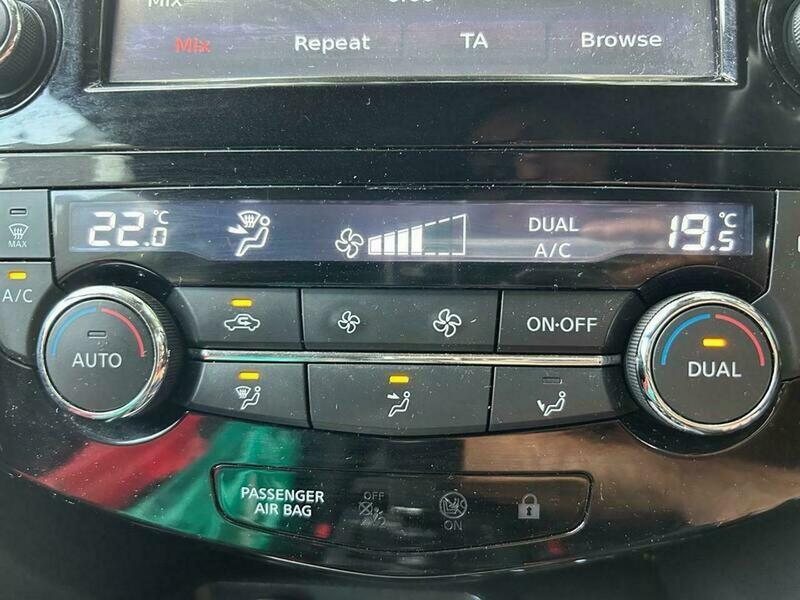 Mix
Mix Repeat TA Browse
MAX
22.0 °C
DUAL
A/C
19.5 °C
A/C
AUTO
ON·OFF
DUAL
PASSENGER
AIR BAG
OFF
ON